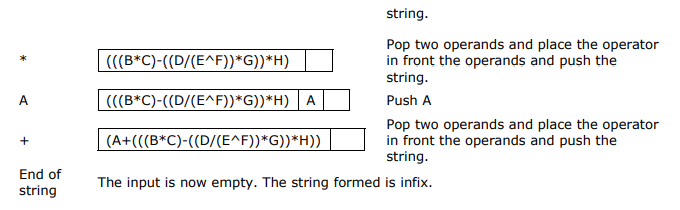 string.
Pop two operands and place the operator
* (((B*C)-((D/(E^F))*G))*H) in front the operands and push the
string.
A (((B*C)-((D/(E^F))*G))*H) A Push A
Pop two operands and place the operator
+ (A+(((B*C)-((D/(E^F))*G))*H)) in front the operands and push the
string.
End of
string The input is now empty. The string formed is infix.